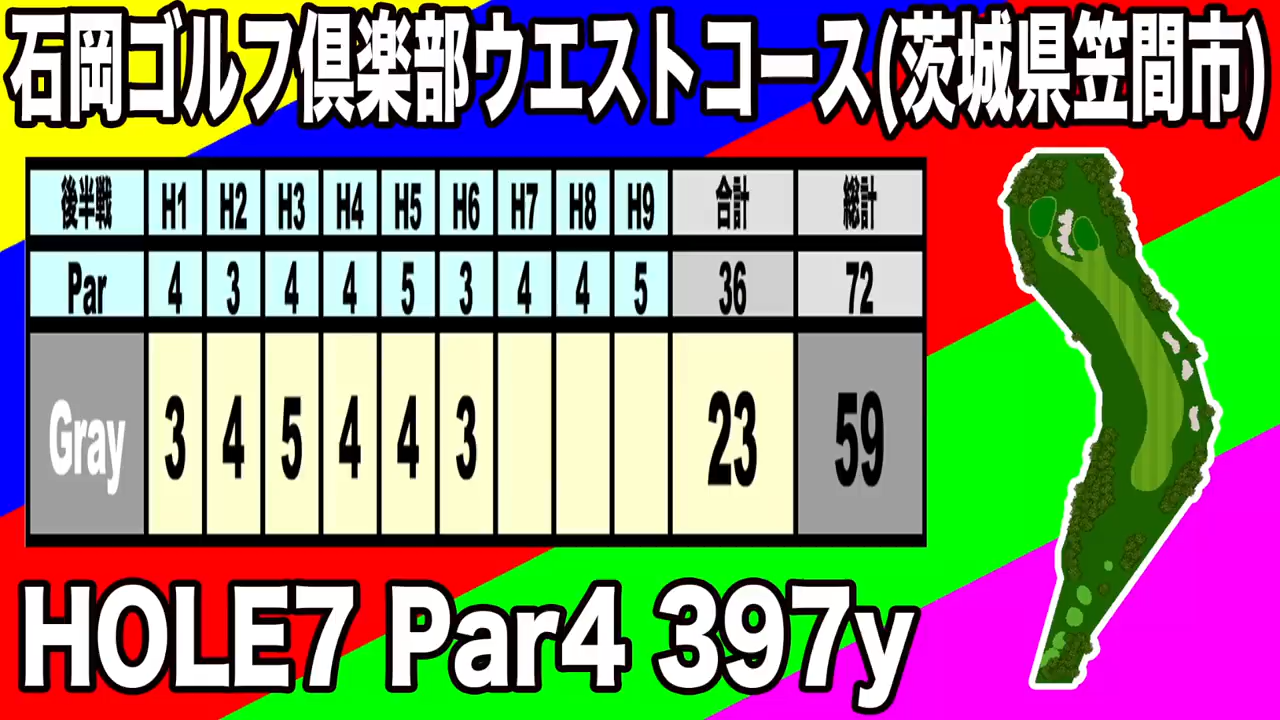 石岡ゴルフ倶楽部ウエストコース(茨城県笠間市)
後半戦 H1 H2 H3 H4 H5 H6 H7 H8 H9 合計 総計
Par 4 3 4 4 5 3 4 4 5 36 72
Gray 3 4 5 4 4 3 23 59
HOLE7 Par4 397y